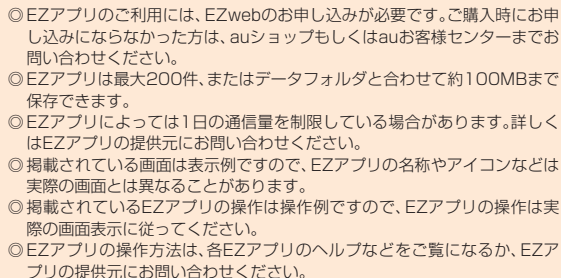 ◎EZアプリのご利用には、EZwebのお申し込みが必要です。ご購入時にお申
し込みにならなかった方は、auショップもしくはauお客様センターまでお
問い合わせください。
◎EZアプリは最大200件、またはデータフォルダと合わせて約100MBまで
保存できます。
◎EZアプリによっては1日の通信量を制限している場合があります。詳しく
はEZアプリの提供元にお問い合わせください。
◎掲載されている画面は表示例ですので、EZアプリの名称やアイコンなどは
実際の画面とは異なることがあります。
◎掲載されているEZアプリの操作は操作例ですので、EZアプリの操作は実
際の画面表示に従ってください。
◎EZアプリの操作方法は、各EZアプリのヘルプなどをご覧になるか、EZア
プリの提供元にお問い合わせください。